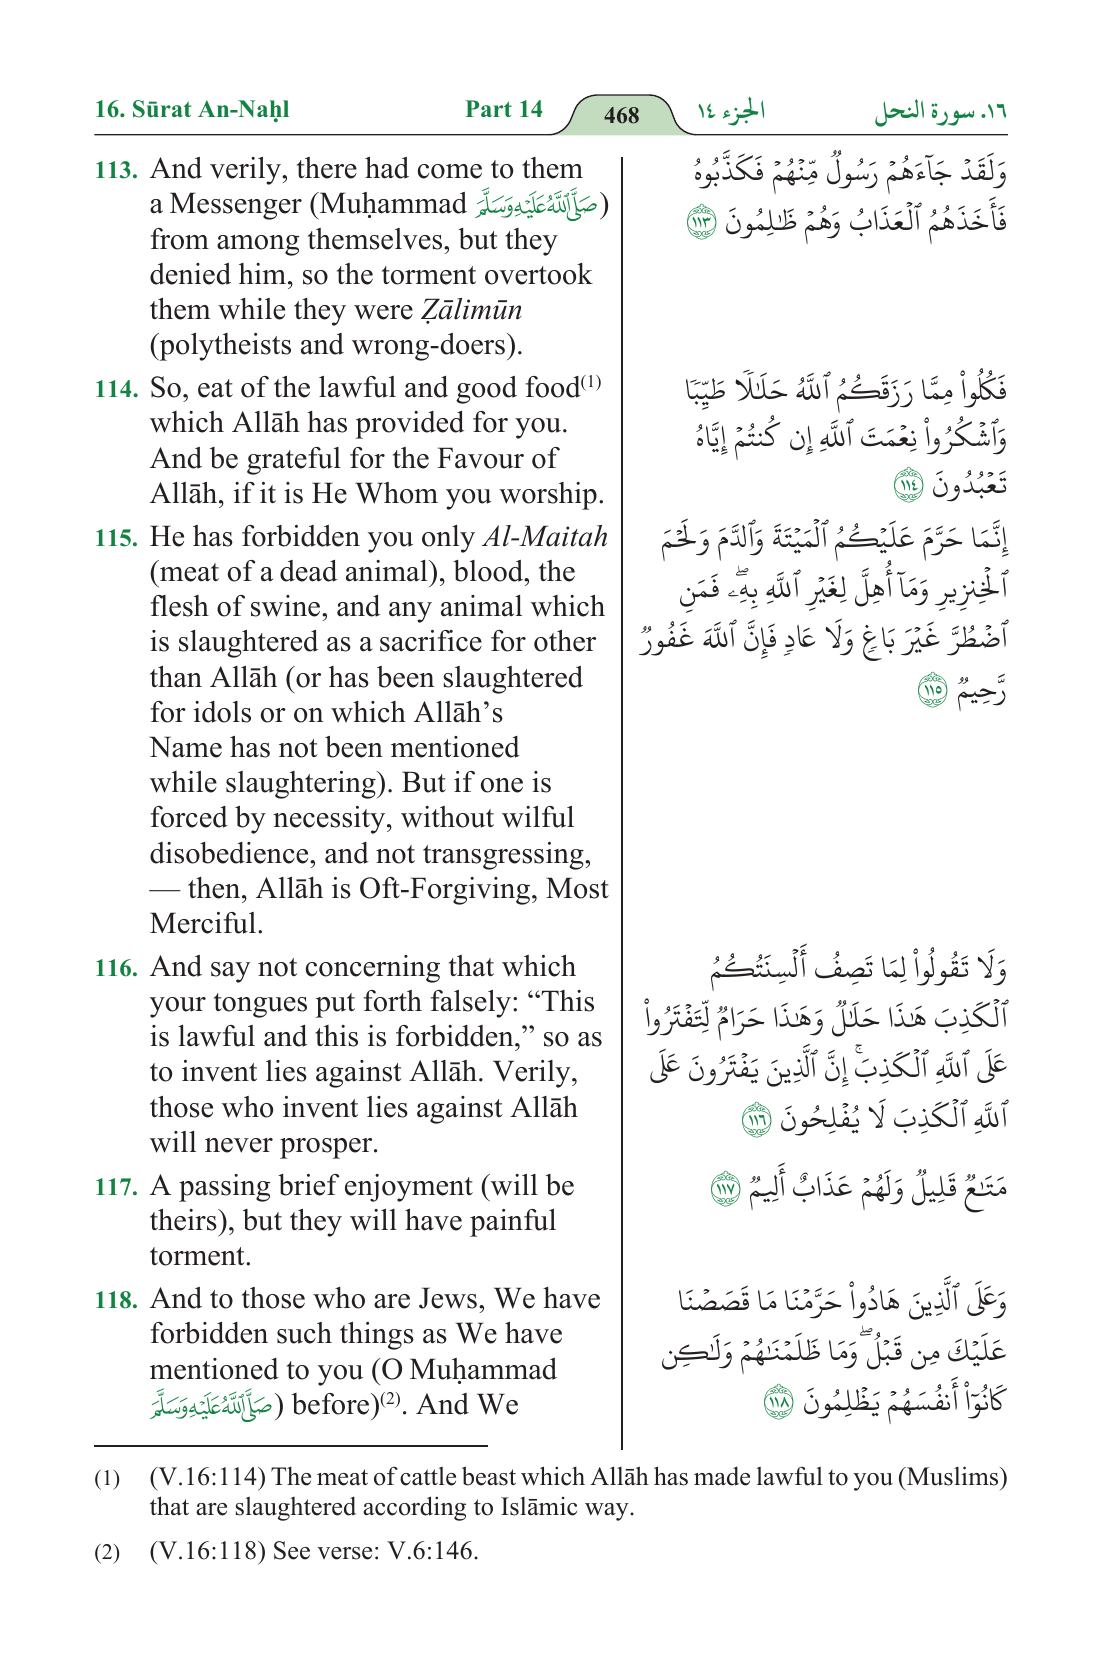 16. Sūrat An-Naḥl
Part 14
468
الجزء ١٤
١٦. سورة النحل
113. And verily, there had come to them
a Messenger (Muḥammad صَلَّى ٱللَّهُ عَلَيْهِ وَسَلَّمَ)
from among themselves, but they
denied him, so the torment overtook
them while they were Ẓālimūn
(polytheists and wrong-doers).
114. So, eat of the lawful and good food(1)
which Allāh has provided for you.
And be grateful for the Favour of
Allāh, if it is He Whom you worship.
115. He has forbidden you only Al-Maitah
(meat of a dead animal), blood, the
flesh of swine, and any animal which
is slaughtered as a sacrifice for other
than Allāh (or has been slaughtered
for idols or on which Allāh’s
Name has not been mentioned
while slaughtering). But if one is
forced by necessity, without wilful
disobedience, and not transgressing,
— then, Allāh is Oft-Forgiving, Most
Merciful.
116. And say not concerning that which
your tongues put forth falsely: “This
is lawful and this is forbidden,” so as
to invent lies against Allāh. Verily,
those who invent lies against Allāh
will never prosper.
117. A passing brief enjoyment (will be
theirs), but they will have painful
torment.
118. And to those who are Jews, We have
forbidden such things as We have
mentioned to you (O Muḥammad
صَلَّى ٱللَّهُ عَلَيْهِ وَسَلَّمَ) before)(2). And We
وَلَقَدۡ جَآءَهُمۡ رَسُولٌ مِّنۡهُمۡ فَكَذَّبُوهُ
فَأَخَذَهُمُ ٱلۡعَذَابُ وَهُمۡ ظَٰلِمُونَ ١١٣
فَكُلُواْ مِمَّا رَزَقَكُمُ ٱللَّهُ حَلَٰلٗا طَيِّبٗا
وَٱشۡكُرُواْ نِعۡمَتَ ٱللَّهِ إِن كُنتُمۡ إِيَّاهُ
تَعۡبُدُونَ ١١٤
إِنَّمَا حَرَّمَ عَلَيۡكُمُ ٱلۡمَيۡتَةَ وَٱلدَّمَ وَلَحۡمَ
ٱلۡخِنزِيرِ وَمَآ أُهِلَّ لِغَيۡرِ ٱللَّهِ بِهِۦۖ فَمَنِ
ٱضۡطُرَّ غَيۡرَ بَاغٖ وَلَا عَادٖ فَإِنَّ ٱللَّهَ غَفُورٞ
رَّحِيمٞ ١١٥
وَلَا تَقُولُواْ لِمَا تَصِفُ أَلۡسِنَتُكُمُ
ٱلۡكَذِبَ هَٰذَا حَلَٰلٞ وَهَٰذَا حَرَامٞ لِّتَفۡتَرُواْ
عَلَى ٱللَّهِ ٱلۡكَذِبَۚ إِنَّ ٱلَّذِينَ يَفۡتَرُونَ عَلَى
ٱللَّهِ ٱلۡكَذِبَ لَا يُفۡلِحُونَ ١١٦
مَتَٰعٞ قَلِيلٞ وَلَهُمۡ عَذَابٌ أَلِيمٞ ١١٧
وَعَلَى ٱلَّذِينَ هَادُواْ حَرَّمۡنَا مَا قَصَصۡنَا
عَلَيۡكَ مِن قَبۡلُۖ وَمَا ظَلَمۡنَٰهُمۡ وَلَٰكِن
كَانُوٓاْ أَنفُسَهُمۡ يَظۡلِمُونَ ١١٨
(1) (V.16:114) The meat of cattle beast which Allāh has made lawful to you (Muslims)
that are slaughtered according to Islāmic way.
(2) (V.16:118) See verse: V.6:146.